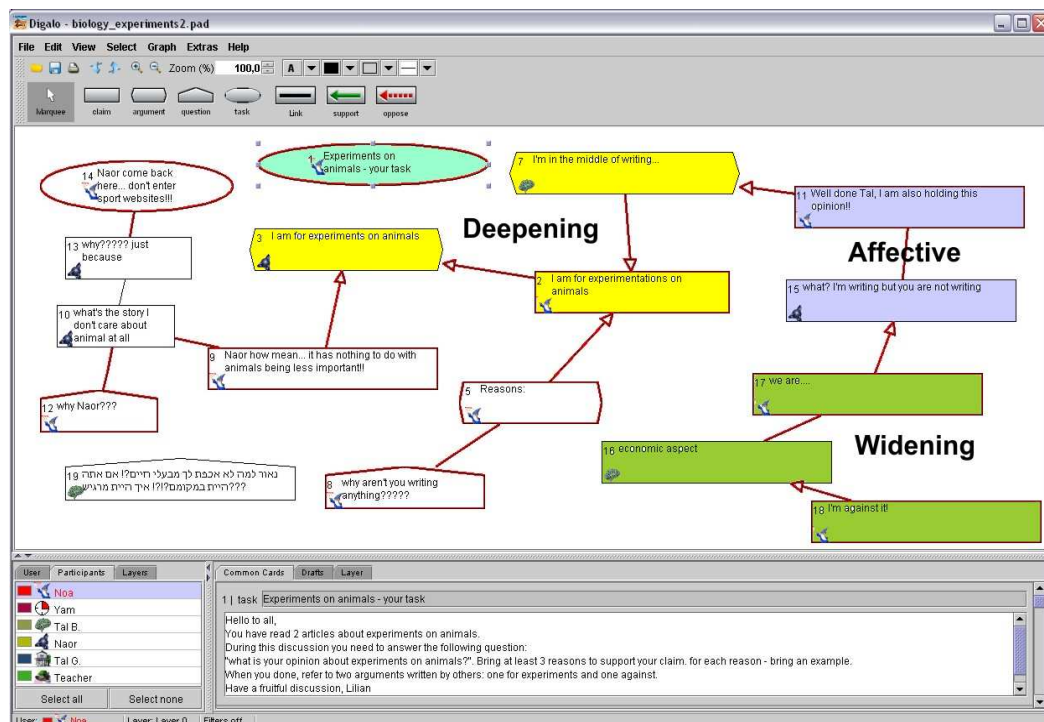 Digalo - biology_experiments2.pad
File Edit View Select Graph Extras Help
Zoom (%) 100,0 A
Marquee claim argument question task Link support oppose
1 Experiments on
animals - your task
7 I'm in the middle of writing...
14 Naor come back
here... don't enter
sport websites!!!
11 Well done Tal, I am also holding this
opinion!!
13 why????? just
because
3 I am for experiments on animals
Deepening
Affective
2 I am for experimentations on
animals
15 what? I'm writing but you are not writing
10 what's the story I
don't care about
animal at all
9 Naor how mean... it has nothing to do with
animals being less important!!
12 why Naor???
5 Reasons:
17 we are....
Widening
16 economic aspect
19 נאור למה לא אכפת לך מבעלי חיים?! אם אתה
היית במקומם?!?! איך היית מרגיש???
8 why aren't you writing
anything?????
18 I'm against it!
User Participants Layers
Noa
Yam
Tal B.
Naor
Tal G.
Teacher
Select all Select none
Common Cards Drafts Layer
1 | task Experiments on animals - your task
Hello to all,
You have read 2 articles about experiments on animals.
During this discussion you need to answer the following question:
"what is your opinion about experiments on animals?". Bring at least 3 reasons to support your claim. for each reason - bring an example.
When you done, refer to two arguments written by others: one for experiments and one against.
Have a fruitful discussion, Lilian
User: Noa Layer: Layer 0 Filters off